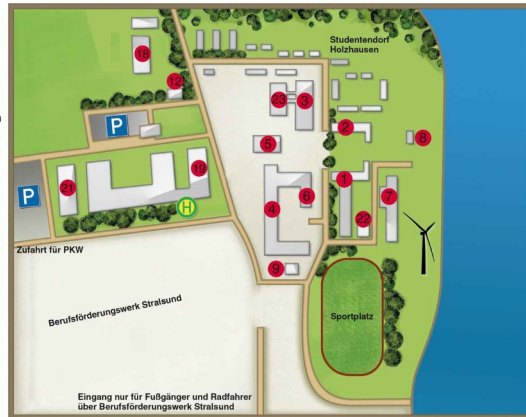 Studentendorf
Holzhausen
18
12
23
3
2
8
P
5
19
21
1
7
P
4
6
22
H
Zufahrt für PKW
9
Berufsförderungswerk Stralsund
Sportplatz
Eingang nur für Fußgänger und Radfahrer
über Berufsförderungswerk Stralsund